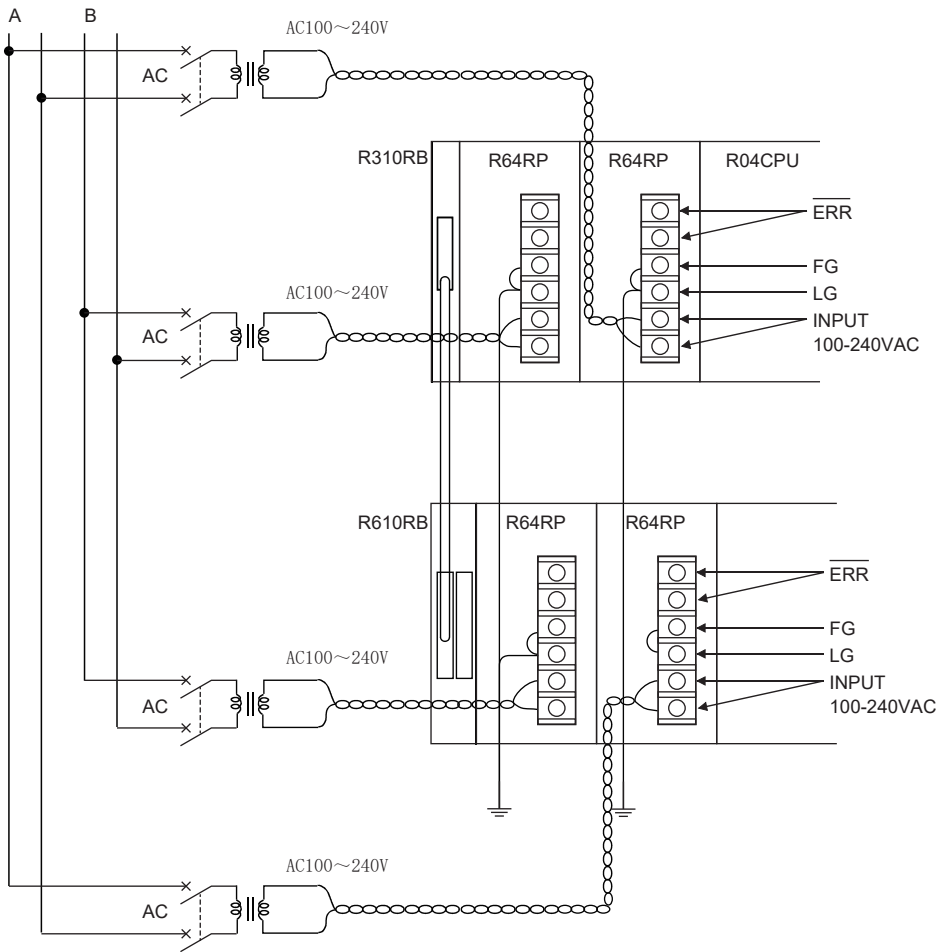 A
B
AC100～240V
AC
R310RB
R64RP
R64RP
R04CPU
ERR
FG
LG
INPUT
100-240VAC
AC100～240V
AC
R610RB
R64RP
R64RP
ERR
FG
LG
INPUT
100-240VAC
AC100～240V
AC
AC100～240V
AC